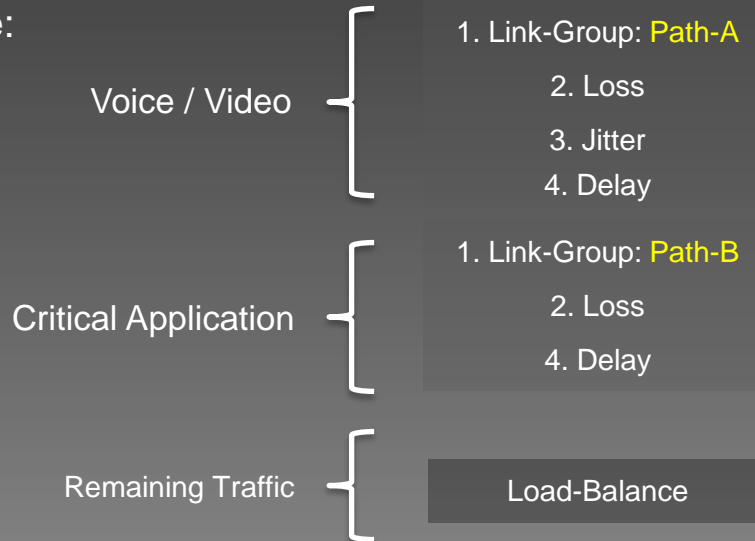 e:
Voice / Video
1. Link-Group: Path-A
2. Loss
3. Jitter
4. Delay
Critical Application
1. Link-Group: Path-B
2. Loss
4. Delay
Remaining Traffic
Load-Balance